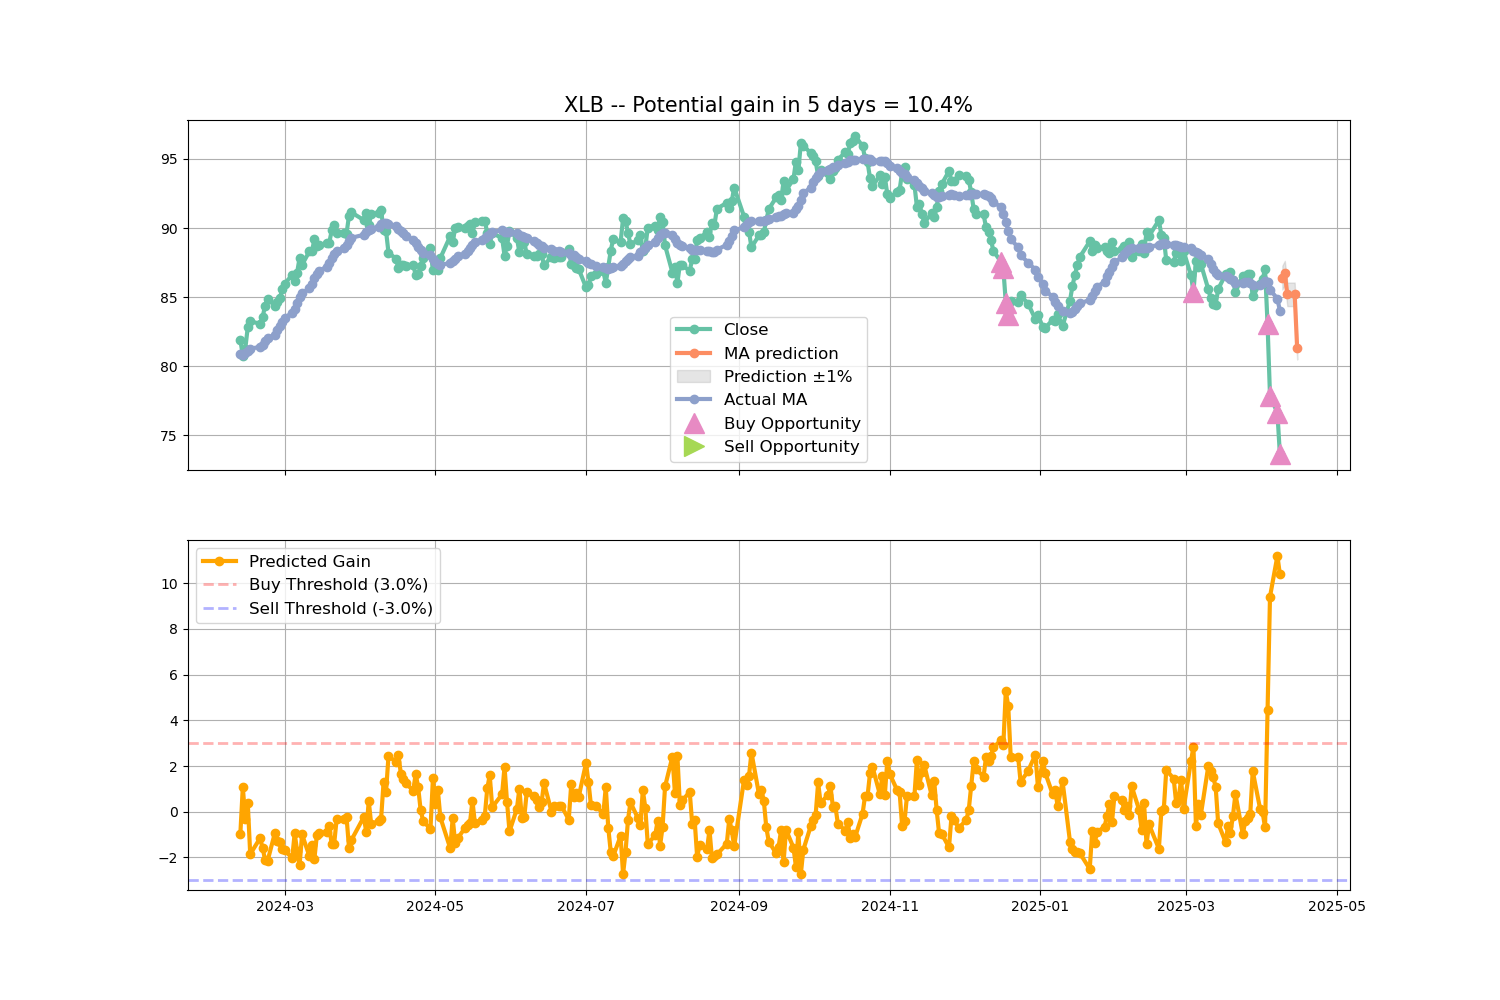 XLB -- Potential gain in 5 days = 10.4%
95
90
85
80
75
Close
MA prediction
Prediction ±1%
Actual MA
Buy Opportunity
Sell Opportunity
10
8
6
4
2
0
−2
Predicted Gain
Buy Threshold (3.0%)
Sell Threshold (-3.0%)
2024-03 2024-05 2024-07 2024-09 2024-11 2025-01 2025-03 2025-05